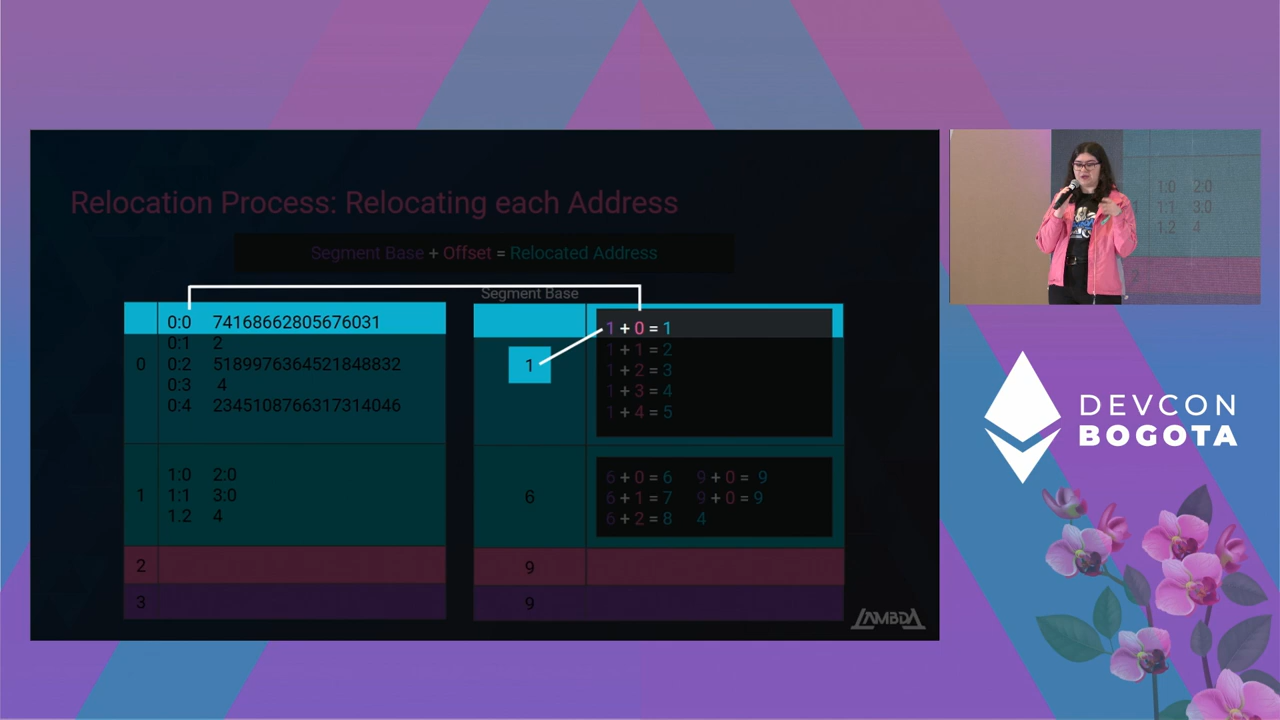 Relocation Process: Relocating each Address
Segment Base + Offset = Relocated Address
Segment Base
0
0:0 74168662805676031
0:1 2
0:2 5189976364521848832
0:3 4
0:4 2345108766317314046
1
1:0 2:0
1:1 3:0
1.2 4
2
3
1
1 + 0 = 1
1 + 1 = 2
1 + 2 = 3
1 + 3 = 4
1 + 4 = 5
6
6 + 0 = 6 9 + 0 = 9
6 + 1 = 7 9 + 0 = 9
6 + 2 = 8 4
9
9
LAMBDA
1:0 2:0
1:1 3:0
1.2 4
DEVCON
BOGOTA